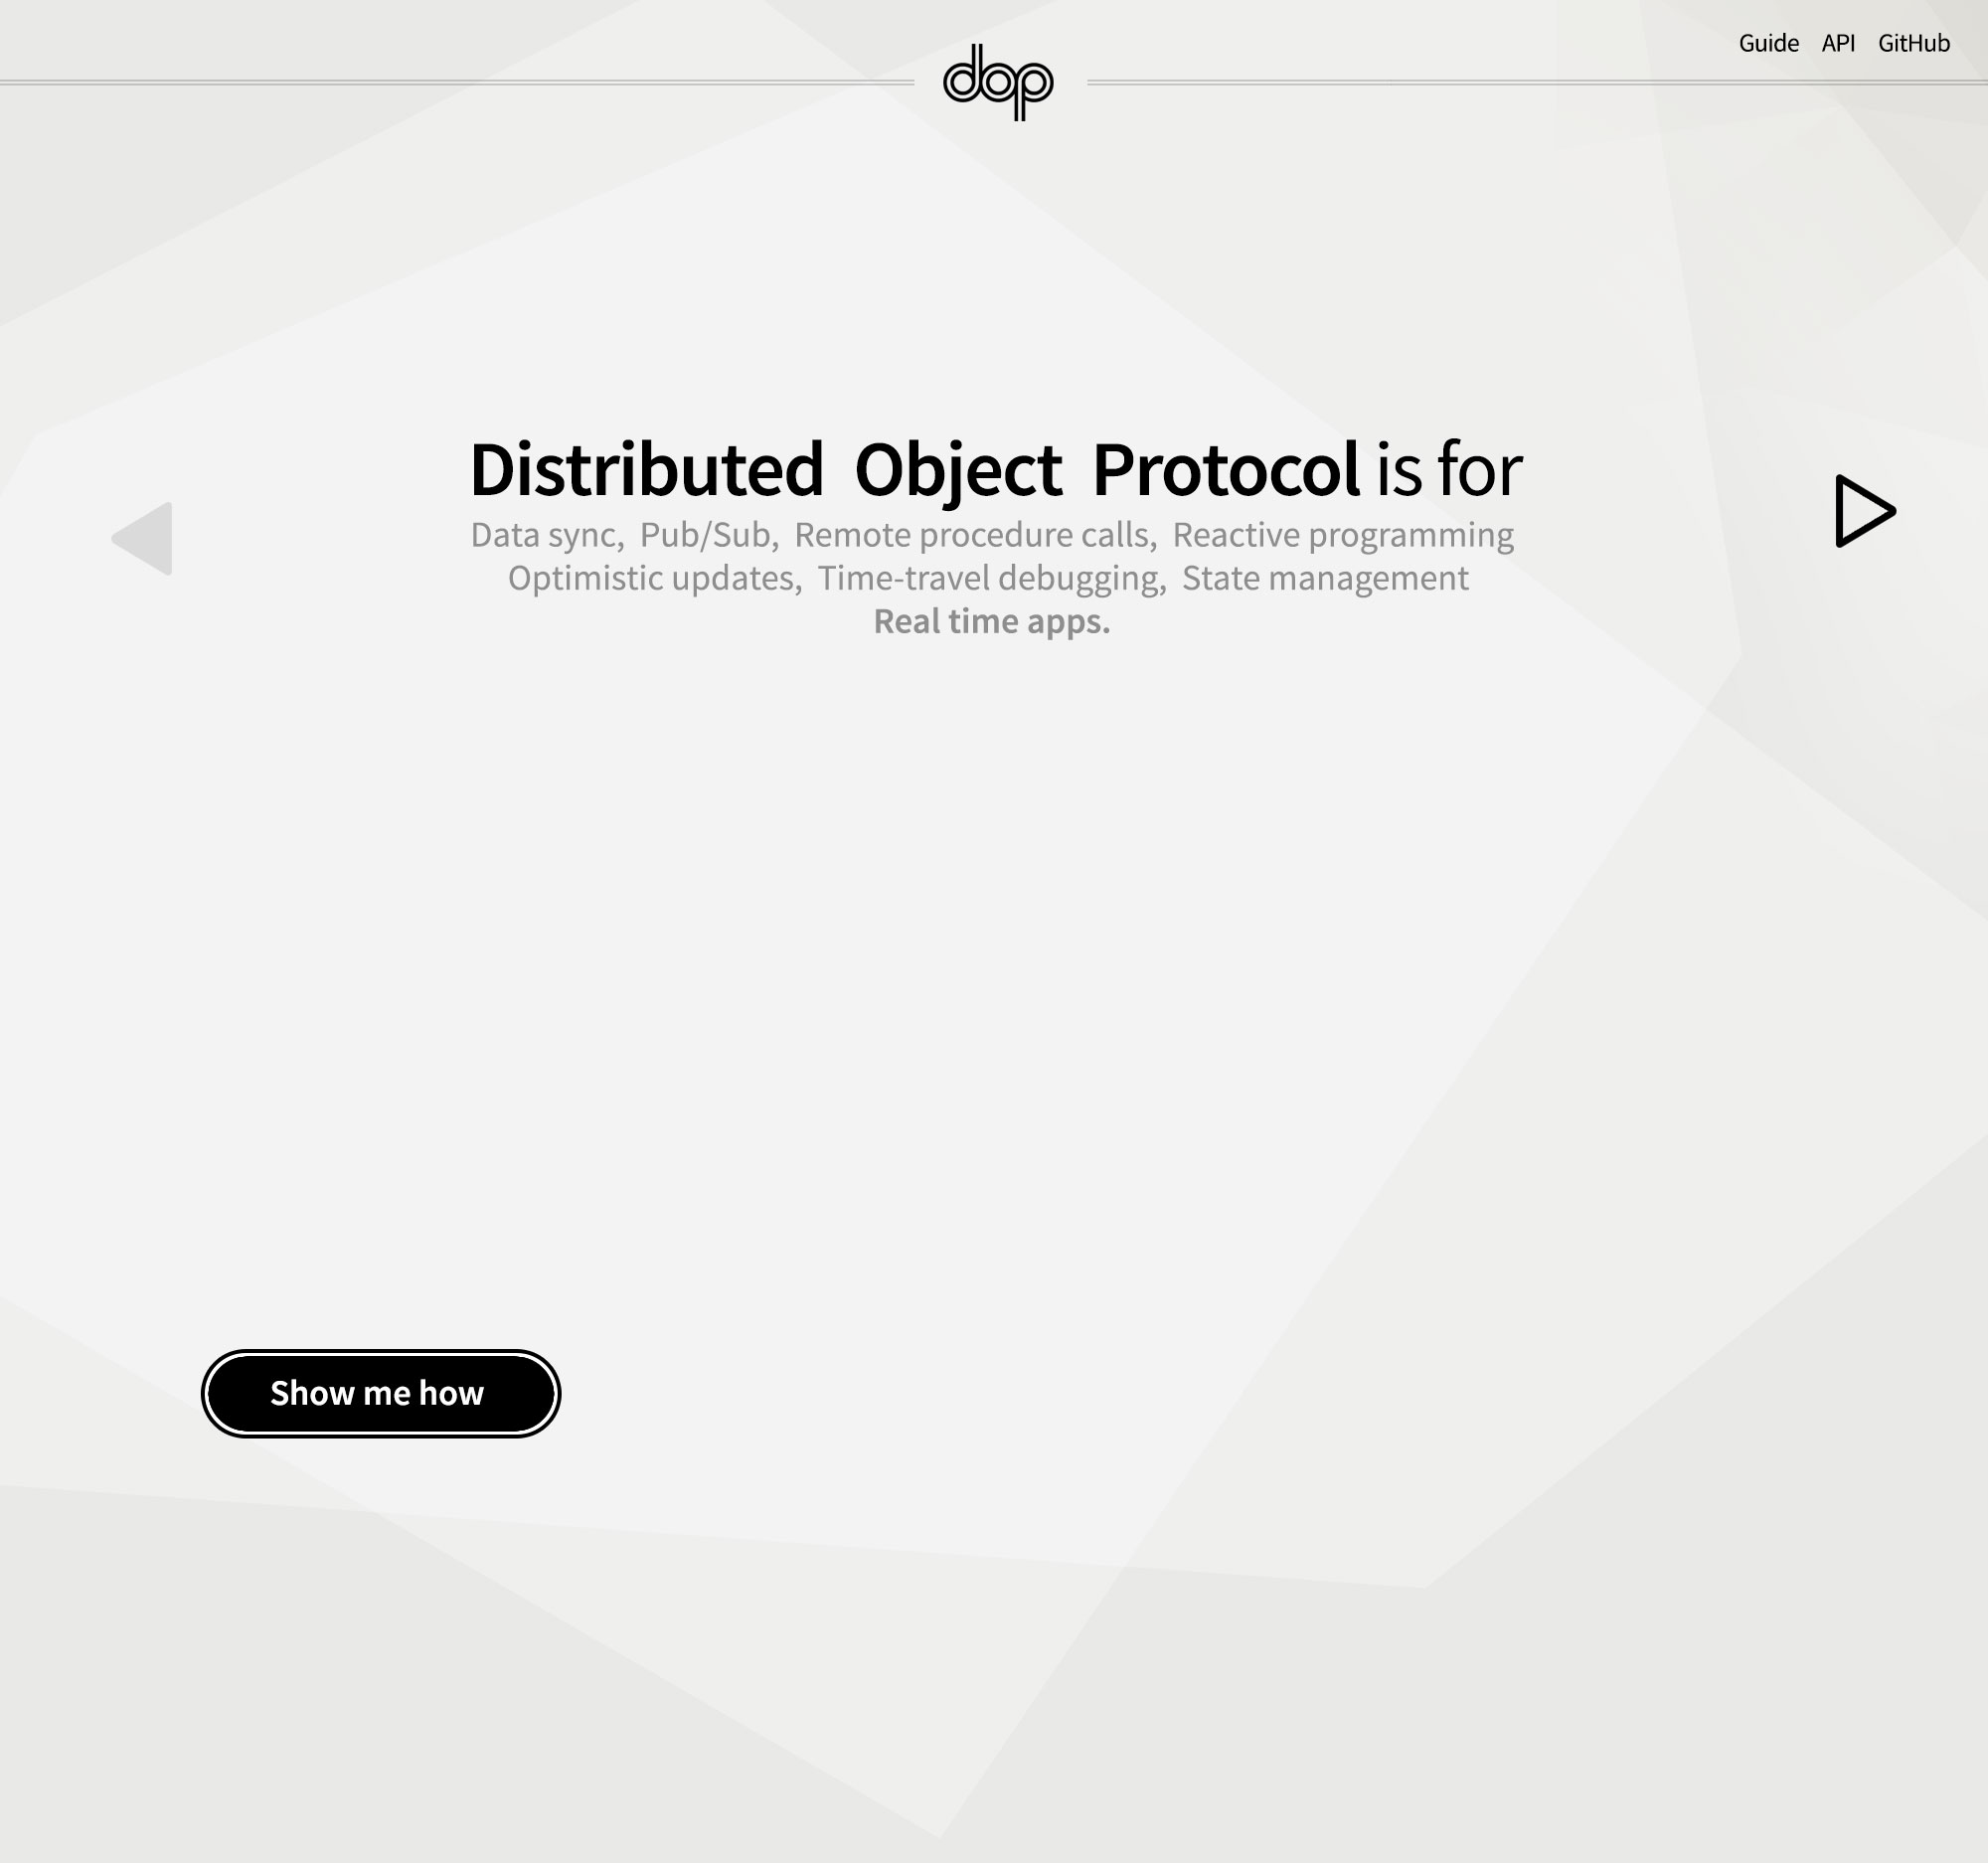 Guide API GitHub
dop
Distributed Object Protocol is for
Data sync, Pub/Sub, Remote procedure calls, Reactive programming
Optimistic updates, Time-travel debugging, State management
Real time apps.
Show me how